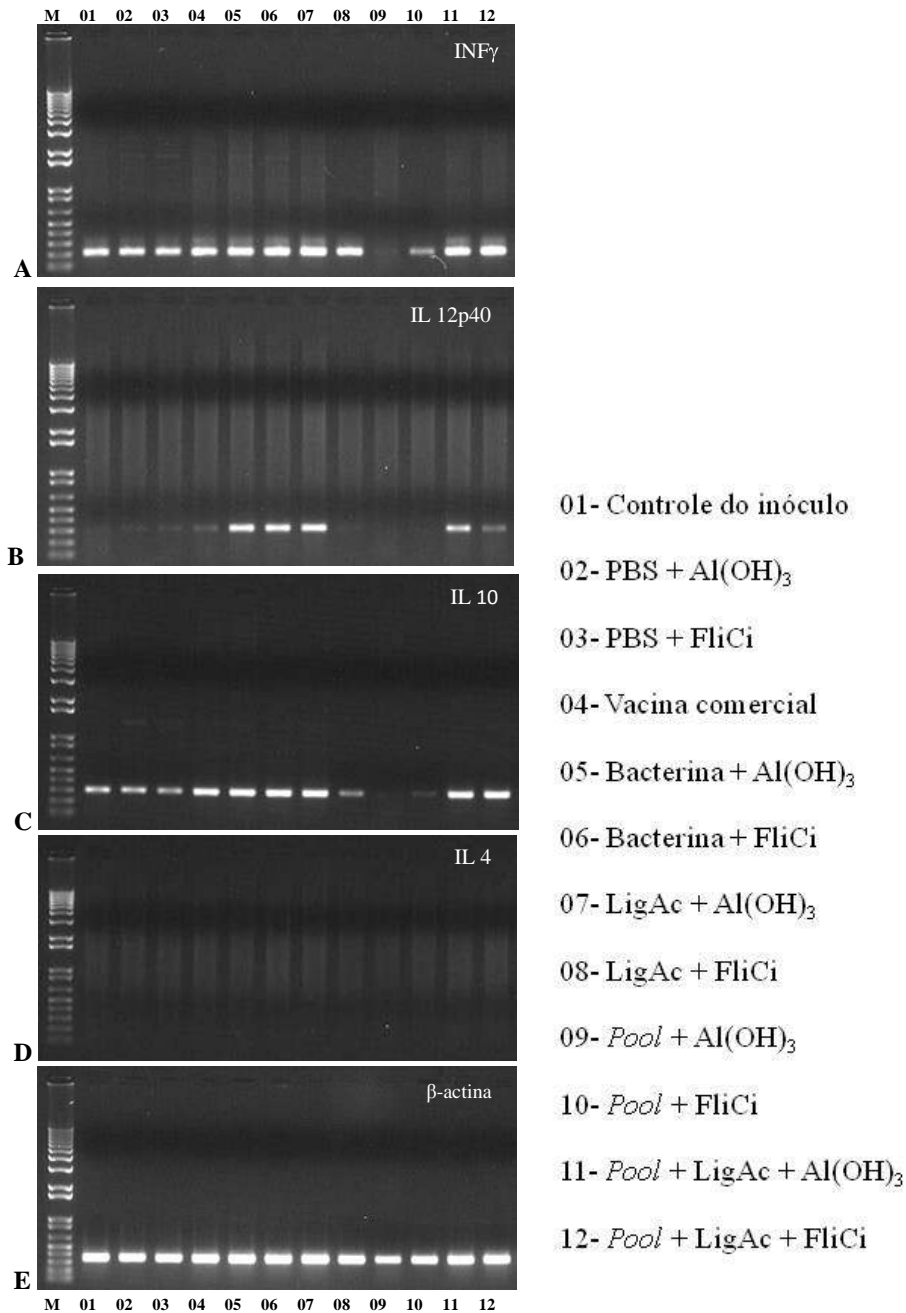 M 01 02 03 04 05 06 07 08 09 10 11 12
INFγ
A
IL 12p40
B
IL 10
C
IL 4
D
β-actina
E
M 01 02 03 04 05 06 07 08 09 10 11 12
01- Controle do inóculo
02- PBS + Al(OH)₃
03- PBS + FliCi
04- Vacina comercial
05- Bacterina + Al(OH)₃
06- Bacterina + FliCi
07- LigAc + Al(OH)₃
08- LigAc + FliCi
09- Pool + Al(OH)₃
10- Pool + FliCi
11- Pool + LigAc + Al(OH)₃
12- Pool + LigAc + FliCi